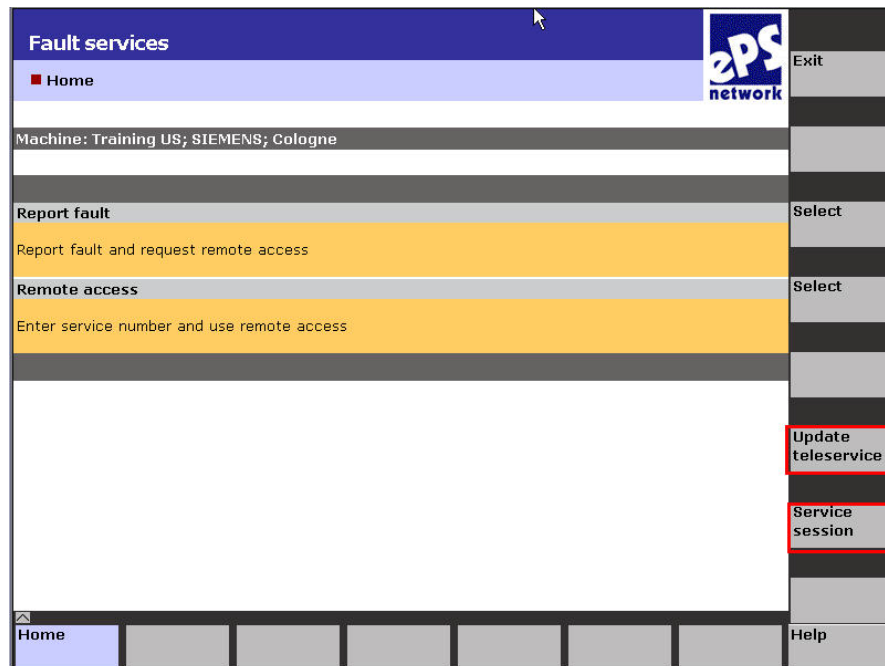 Fault services
ePS
network
Exit
Home
Machine: Training US; SIEMENS; Cologne
Report fault
Select
Report fault and request remote access
Remote access
Select
Enter service number and use remote access
Update
teleservice
Service
session
Home
Help